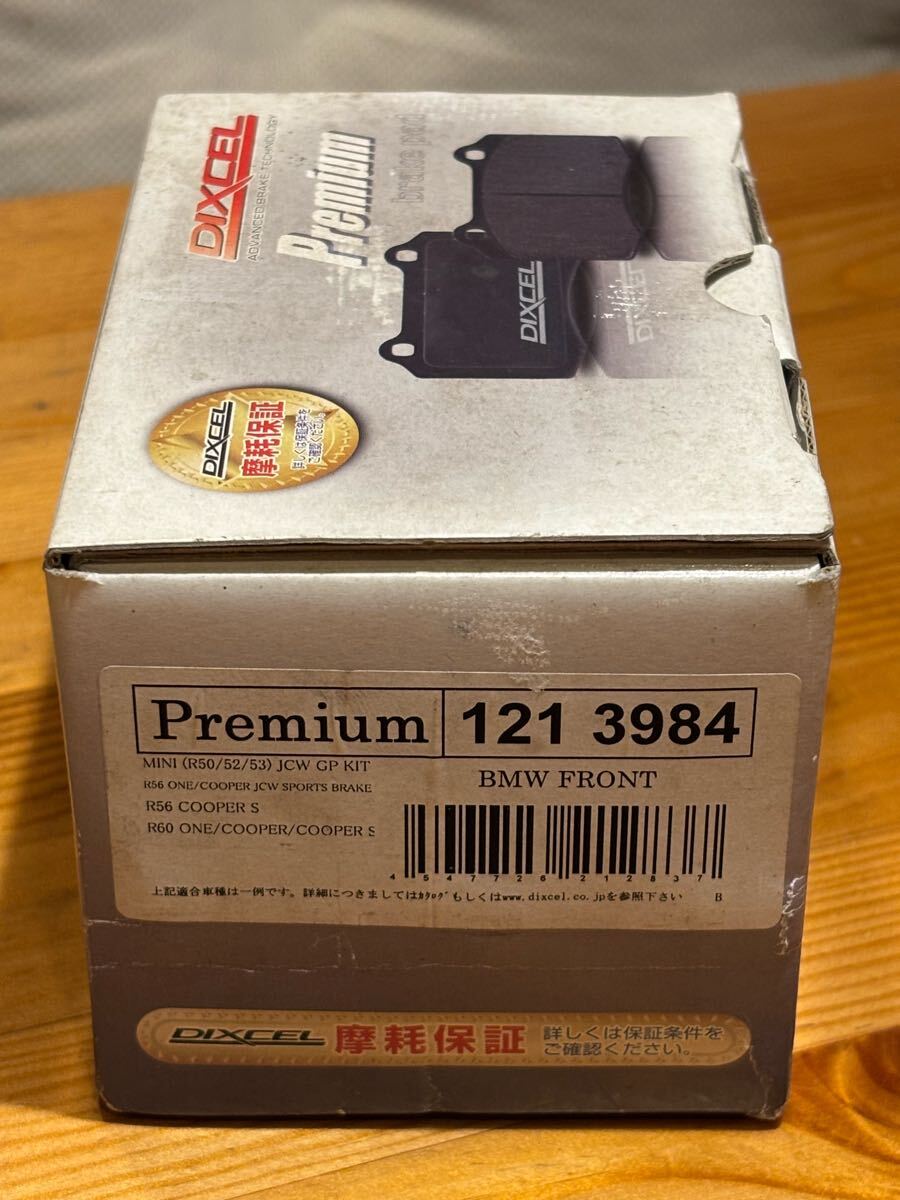 DIXCEL
ADVANCED BRAKE TECHNOLOGY
Premium
brake pad
DIXCEL
DIXCEL
摩耗保証
詳しくは保証条件を
ご確認ください。
Premium 121 3984
MINI (R50/52/53) JCW GP KIT
R56 ONE/COOPER JCW SPORTS BRAKE
R56 COOPER S
R60 ONE/COOPER/COOPER S
BMW FRONT
4547726212837
上記適合車種は一例です。詳細につきましてはｶﾀﾛｸﾞもしくはwww.dixcel.co.jpを参照下さい B
DIXCEL 摩耗保証 詳しくは保証条件を
ご確認ください。